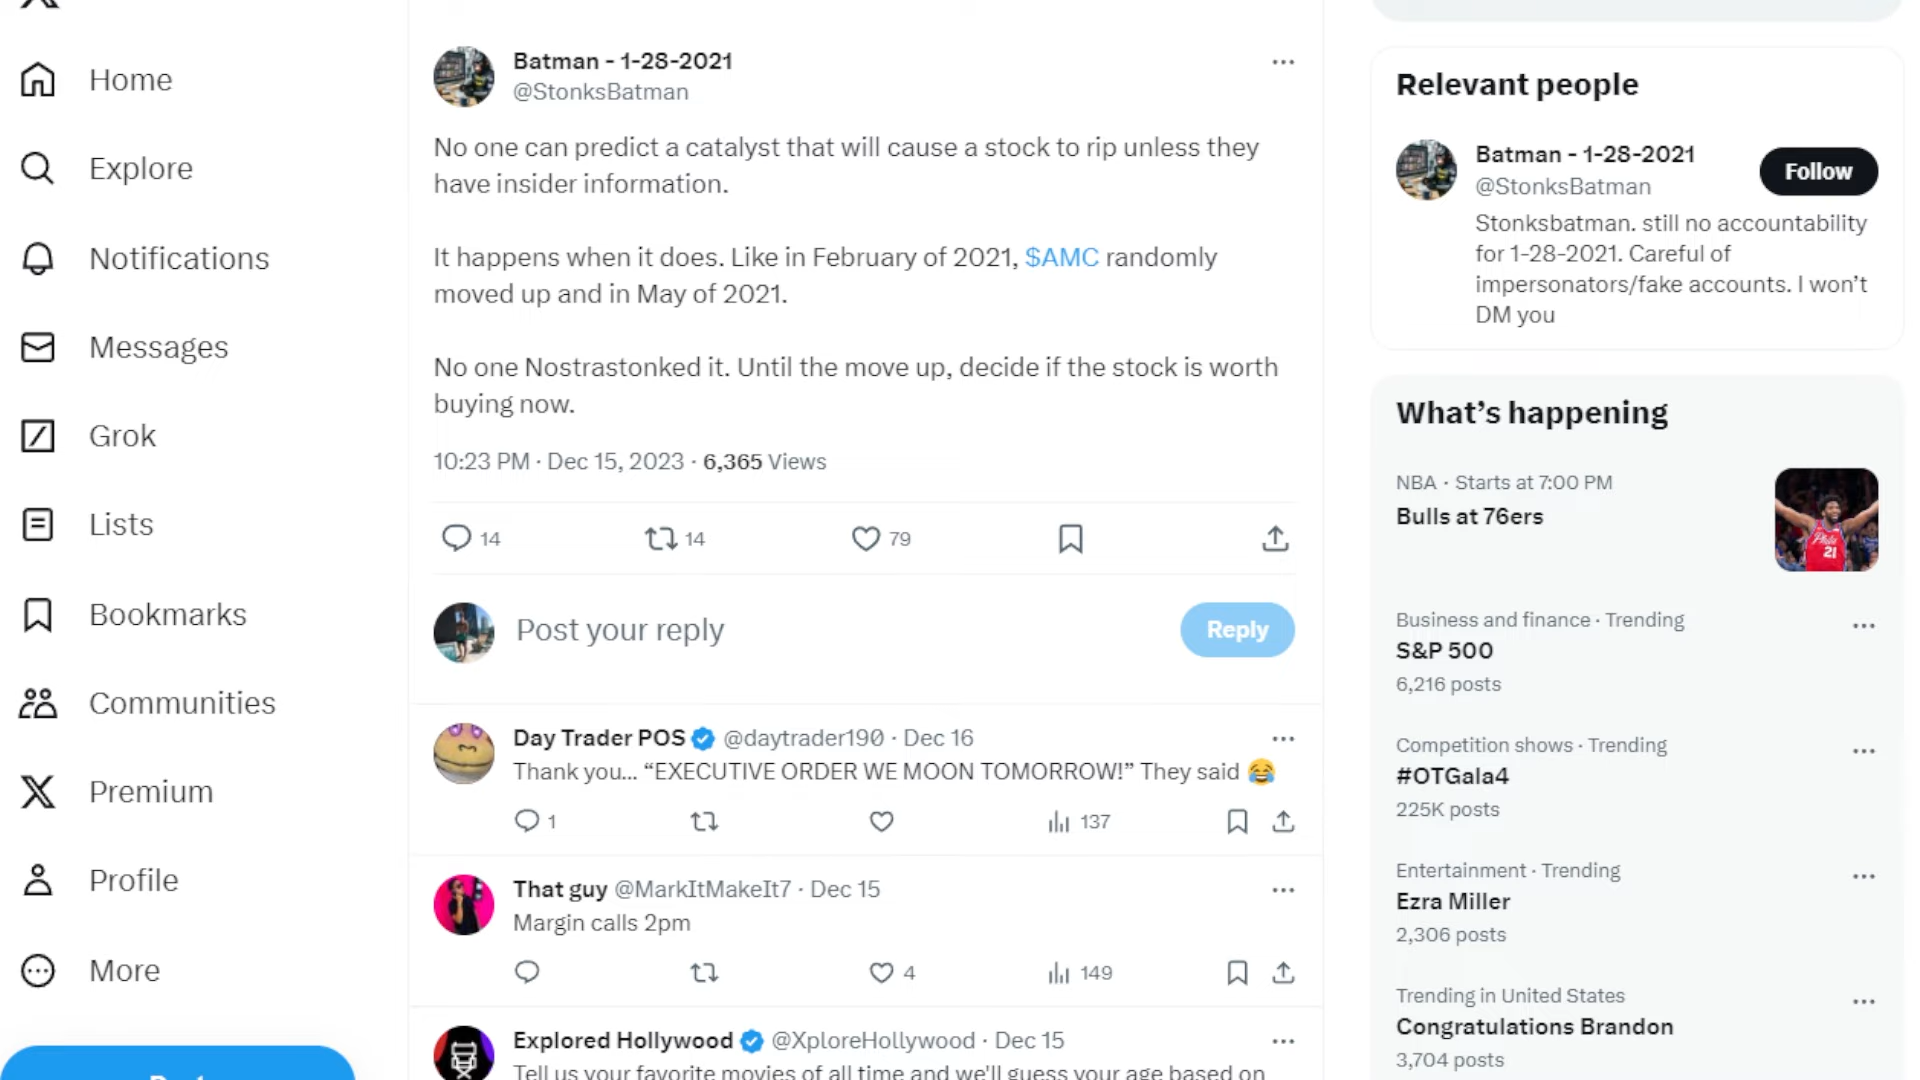 Home
Explore
Notifications
Messages
Grok
Lists
Bookmarks
Communities
Premium
Profile
More
Batman - 1-28-2021
@StonksBatman
No one can predict a catalyst that will cause a stock to rip unless they
have insider information.
It happens when it does. Like in February of 2021, $AMC randomly
moved up and in May of 2021.
No one Nostrastonked it. Until the move up, decide if the stock is worth
buying now.
10:23 PM · Dec 15, 2023 · 6,365 Views
14 14 79
Post your reply
Reply
Day Trader POS @daytrader190 · Dec 16
Thank you... “EXECUTIVE ORDER WE MOON TOMORROW!” They said 😂
1 137
That guy @MarkItMakeIt7 · Dec 15
Margin calls 2pm
4 149
Explored Hollywood @XploreHollywood · Dec 15
Tell us your favorite movies of all time and we'll guess your age based on
Relevant people
Batman - 1-28-2021
@StonksBatman
Follow
Stonksbatman. still no accountability
for 1-28-2021. Careful of
impersonators/fake accounts. I won’t
DM you
What’s happening
NBA · Starts at 7:00 PM
Bulls at 76ers
Business and finance · Trending
S&P 500
6,216 posts
Competition shows · Trending
#OTGala4
225K posts
Entertainment · Trending
Ezra Miller
2,306 posts
Trending in United States
Congratulations Brandon
3,704 posts